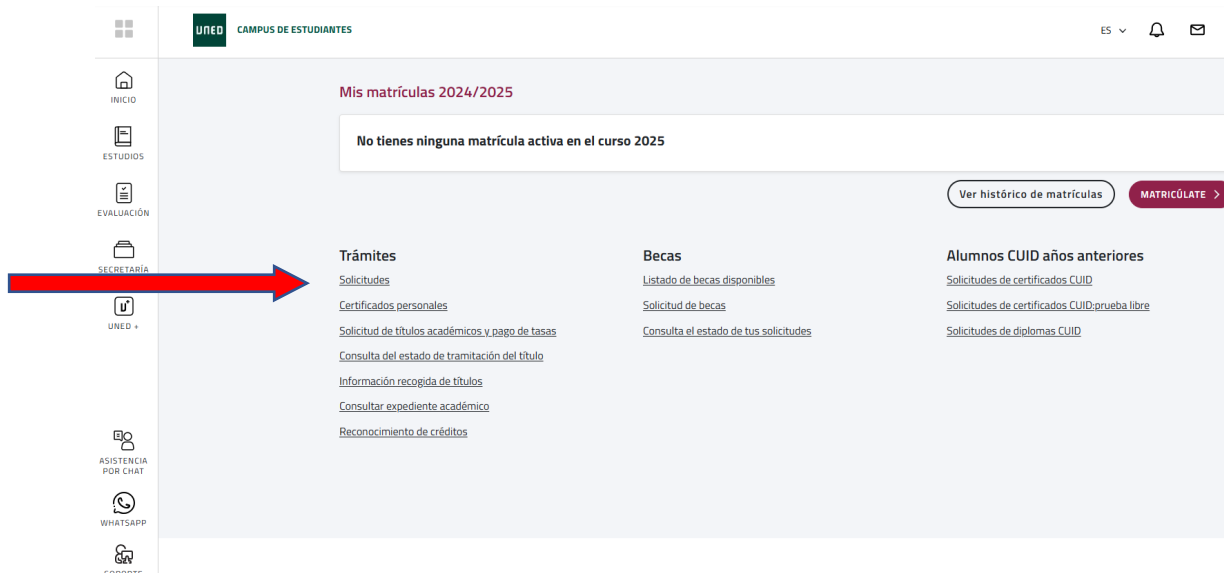 UNED CAMPUS DE ESTUDIANTES
ES
INICIO
ESTUDIOS
EVALUACIÓN
SECRETARÍA
UNED +
ASISTENCIA
POR CHAT
WHATSAPP
Mis matrículas 2024/2025
No tienes ninguna matrícula activa en el curso 2025
Ver histórico de matrículas
MATRICÚLATE
Trámites
Solicitudes
Certificados personales
Solicitud de títulos académicos y pago de tasas
Consulta del estado de tramitación del título
Información recogida de títulos
Consultar expediente académico
Reconocimiento de créditos
Becas
Listado de becas disponibles
Solicitud de becas
Consulta el estado de tus solicitudes
Alumnos CUID años anteriores
Solicitudes de certificados CUID
Solicitudes de certificados CUID:prueba libre
Solicitudes de diplomas CUID